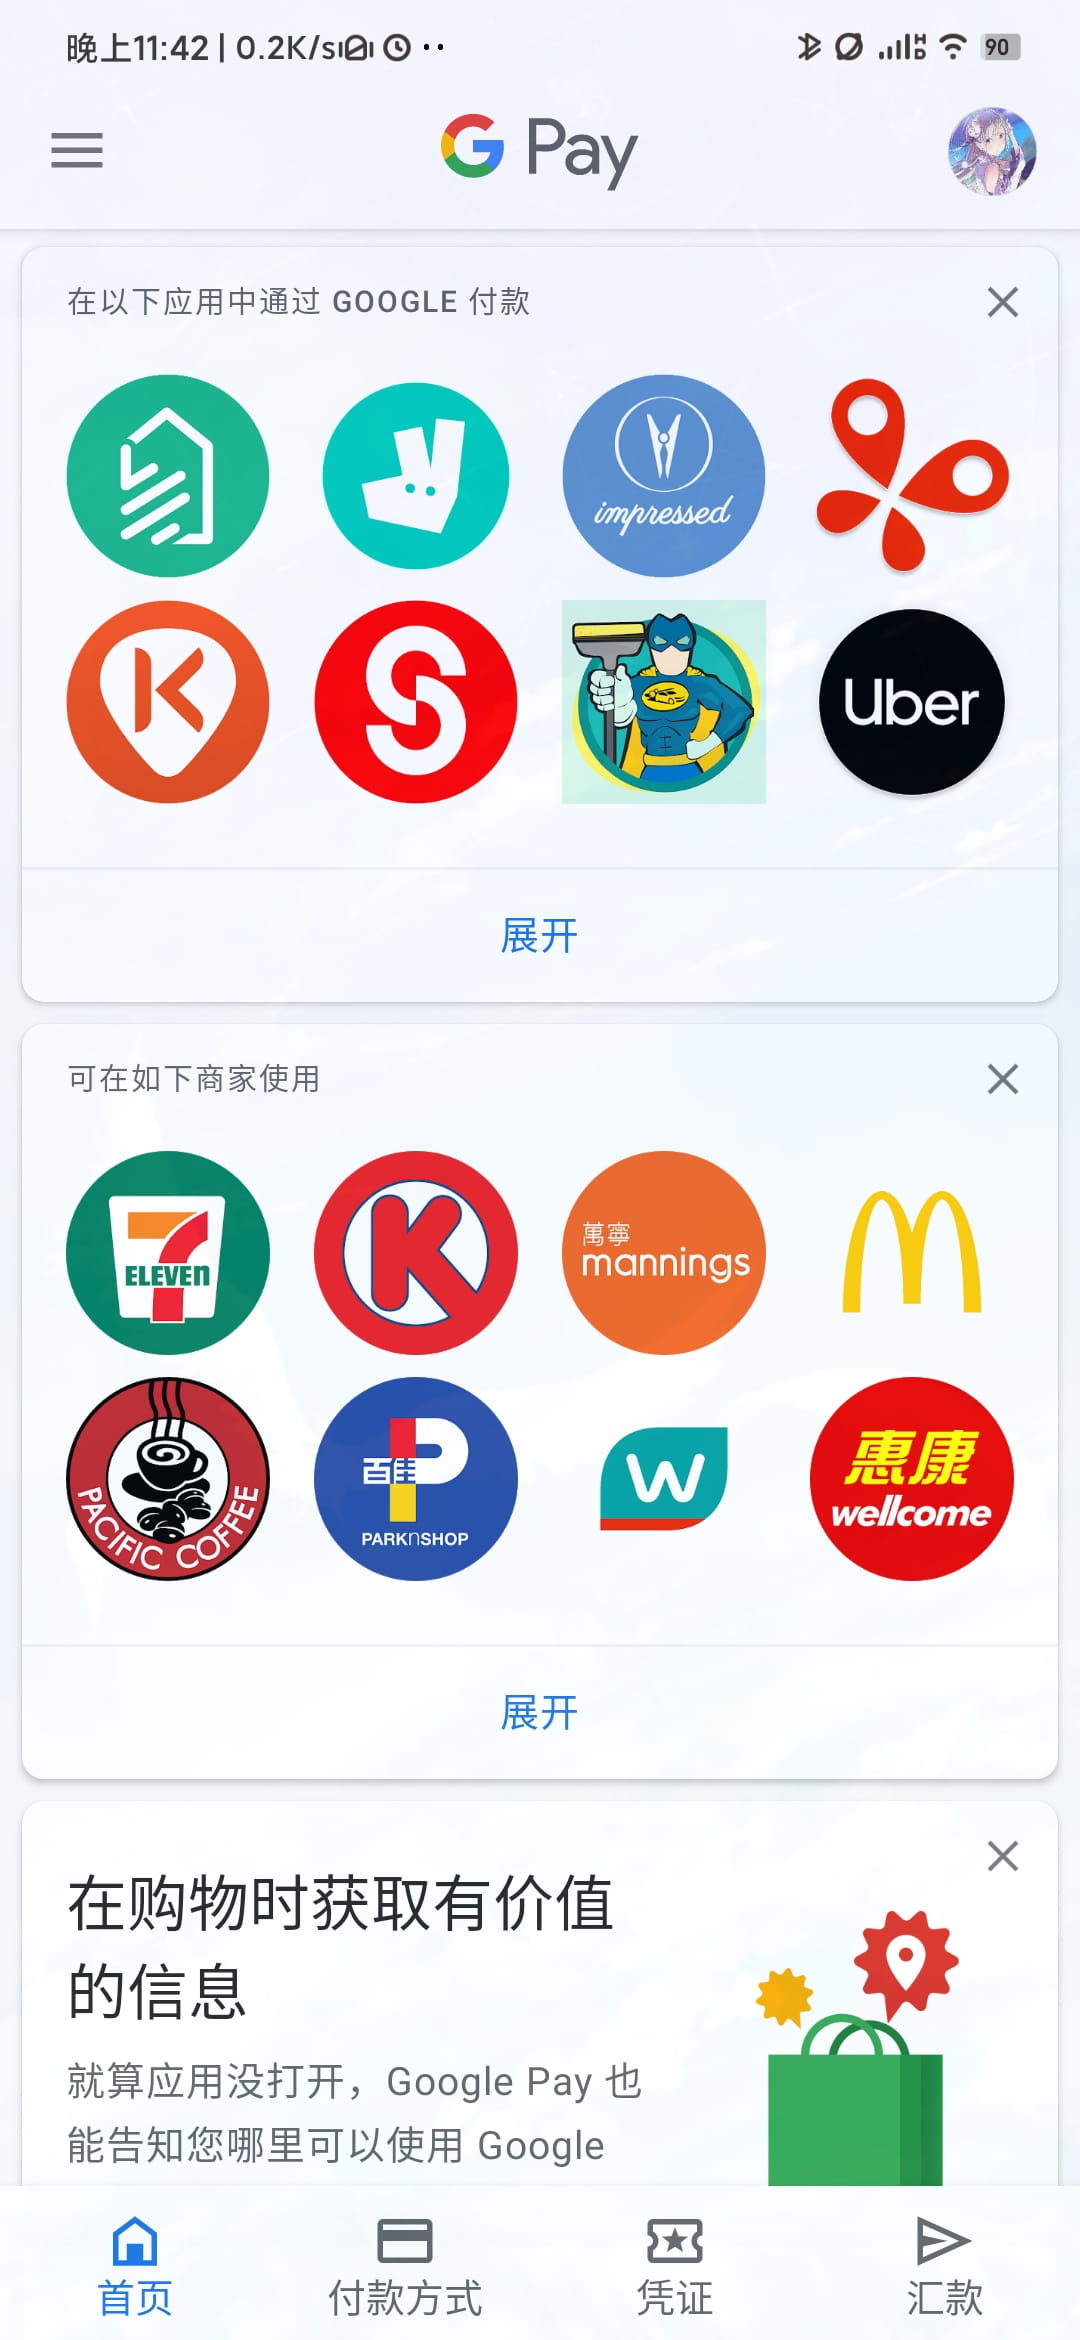 晚上11:42 | 0.2K/s
90
G Pay
在以下应用中通过 GOOGLE 付款
impressed
K
S
Uber
展开
可在如下商家使用
7
ELEVEn
K
萬寧
mannings
M
PACIFIC COFFEE
百佳
P
PARKnSHOP
W
惠康
wellcome
展开
在购物时获取有价值
的信息
就算应用没打开，Google Pay 也
能告知您哪里可以使用 Google
首页
付款方式
凭证
汇款